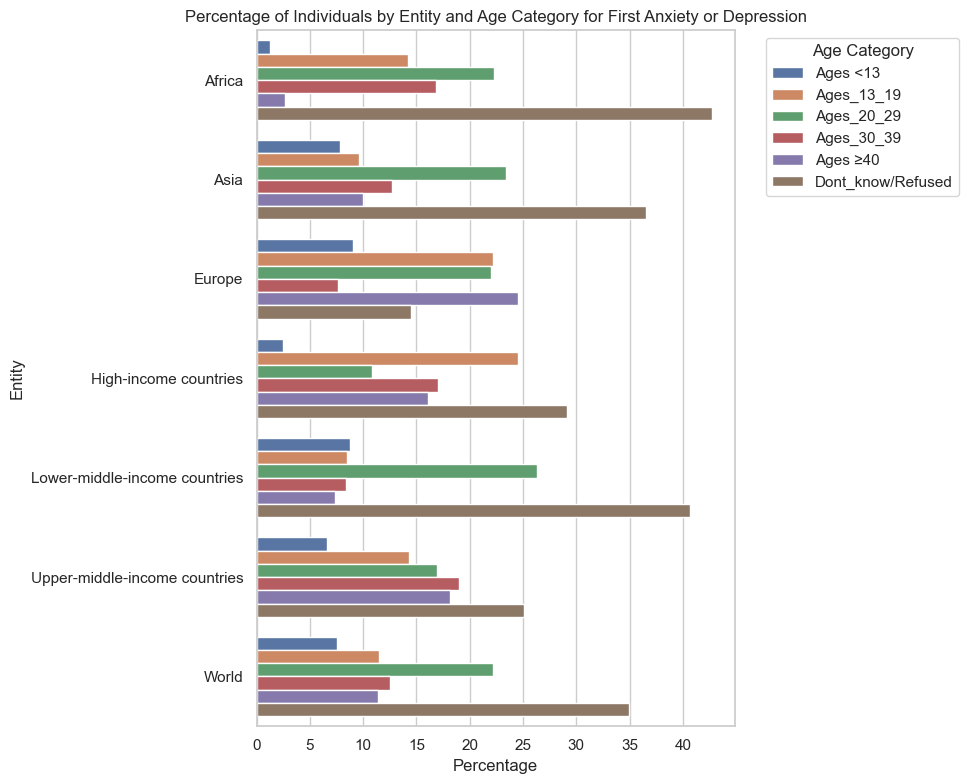 Percentage of Individuals by Entity and Age Category for First Anxiety or Depression
Age Category
Ages <13
Ages_13_19
Ages_20_29
Ages_30_39
Ages ≥40
Dont_know/Refused
Entity
Africa
Asia
Europe
High-income countries
Lower-middle-income countries
Upper-middle-income countries
World
0 5 10 15 20 25 30 35 40
Percentage